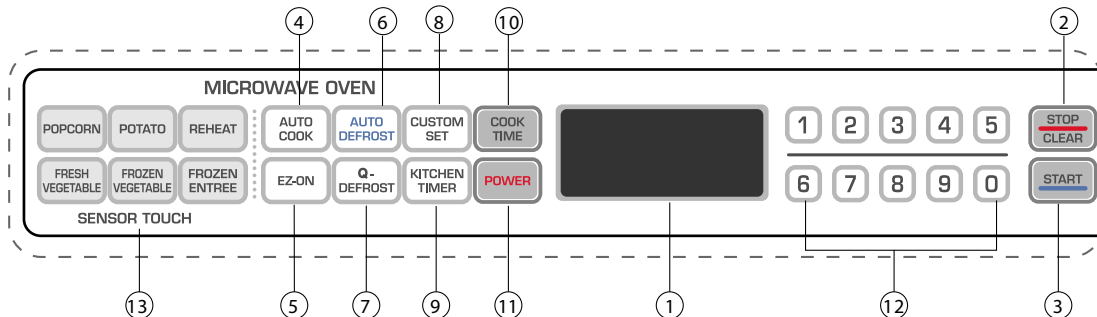 4 6 8 10 2
MICROWAVE OVEN
POPCORN POTATO REHEAT
AUTO
COOK
AUTO
DEFROST
CUSTOM
SET
COOK
TIME
1 2 3 4 5
STOP
CLEAR
FRESH
VEGETABLE
FROZEN
VEGETABLE
FROZEN
ENTREE
EZ-ON
Q-
DEFROST
KITCHEN
TIMER
POWER
6 7 8 9 0
START
SENSOR TOUCH
13 5 7 9 11 1 12 3